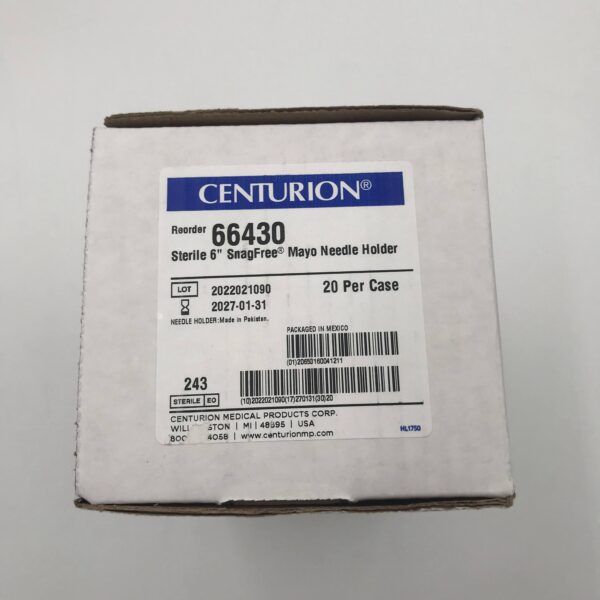 CENTURION®
Reorder 66430
Sterile 6" SnagFree® Mayo Needle Holder
LOT 2022021090 20 Per Case
2027-01-31
NEEDLE HOLDER: Made in Pakistan.
PACKAGED IN MEXICO
(01)20650160041211
243
STERILE EO
(10)2022021090(17)270131(30)20
CENTURION MEDICAL PRODUCTS CORP.
MI | 48895 | USA
4058 | www.centurionmp.com
HL1750